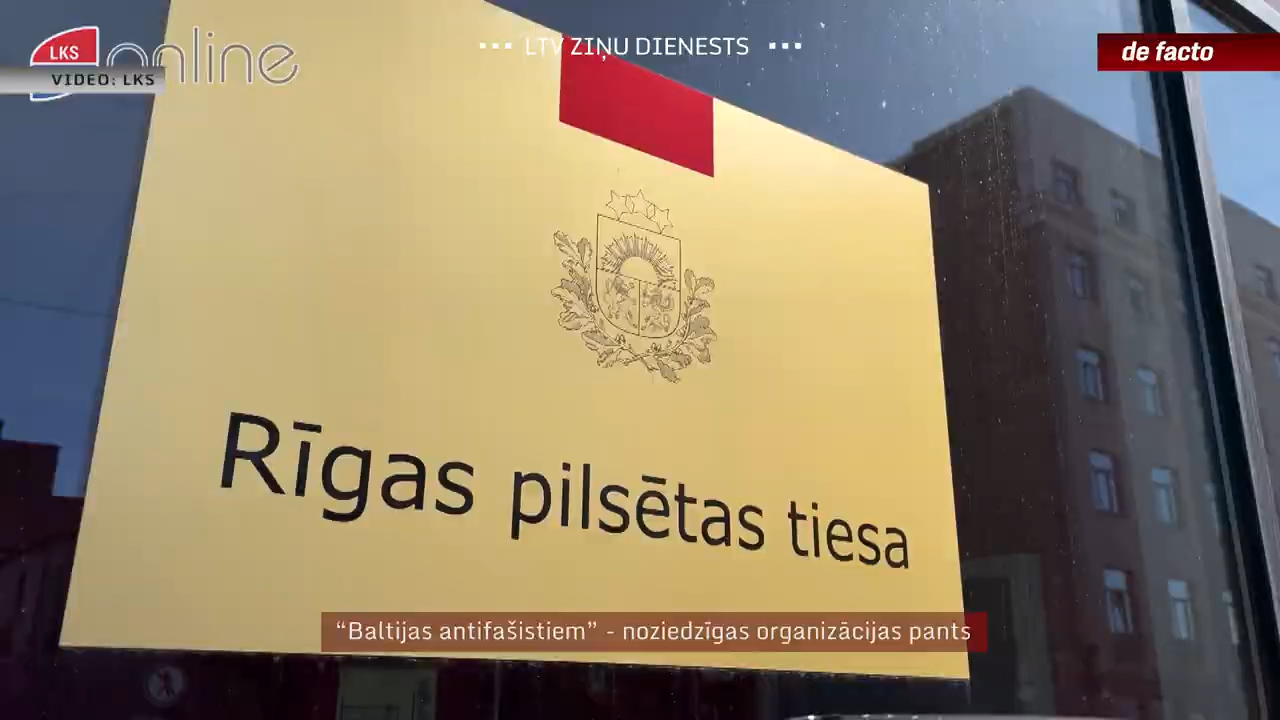 LKS
online
VIDEO: LKS
LTV ZIŅU DIENESTS
de facto
Rīgas pilsētas tiesa
“Baltijas antifašistiem” - noziedzīgas organizācijas pants